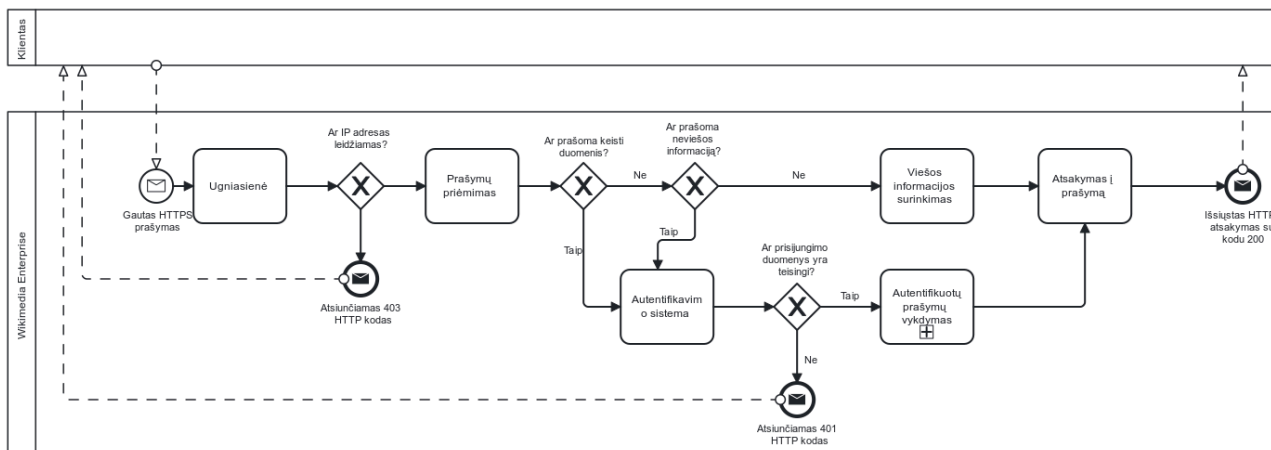 Klientas
Wikimedia Enterprise
Gautas HTTPS
prašymas
Ugniasienė
Ar IP adresas
leidžiamas?
Atsiunčiamas 403
HTTP kodas
Prašymų
priėmimas
Ar prašoma keisti
duomenis?
Ne
Taip
Ar prašoma
neviešos
informaciją?
Ne
Taip
Autentifikavim
o sistema
Ar prisijungimo
duomenys yra
teisingi?
Taip
Ne
Atsiunčiamas 401
HTTP kodas
Viešos
informacijos
surinkimas
Autentifikuotų
prašymų
vykdymas
Atsakymas į
prašymą
Išsiųstas HTTP
atsakymas su
kodu 200